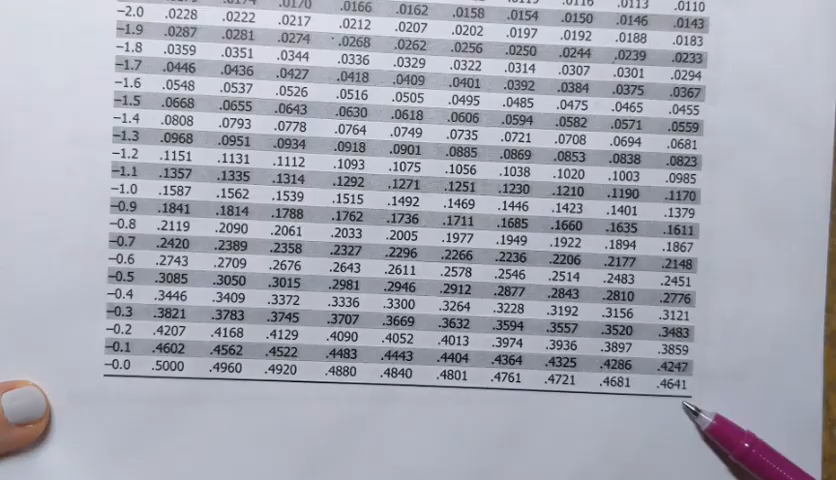 .0170 .0166 .0162 .0158 .0154 .0150 .0146 .0143
−2.0 .0228 .0222 .0217 .0212 .0207 .0202 .0197 .0192 .0188 .0183
−1.9 .0287 .0281 .0274 .0268 .0262 .0256 .0250 .0244 .0239 .0233
−1.8 .0359 .0351 .0344 .0336 .0329 .0322 .0314 .0307 .0301 .0294
−1.7 .0446 .0436 .0427 .0418 .0409 .0401 .0392 .0384 .0375 .0367
−1.6 .0548 .0537 .0526 .0516 .0505 .0495 .0485 .0475 .0465 .0455
−1.5 .0668 .0655 .0643 .0630 .0618 .0606 .0594 .0582 .0571 .0559
−1.4 .0808 .0793 .0778 .0764 .0749 .0735 .0721 .0708 .0694 .0681
−1.3 .0968 .0951 .0934 .0918 .0901 .0885 .0869 .0853 .0838 .0823
−1.2 .1151 .1131 .1112 .1093 .1075 .1056 .1038 .1020 .1003 .0985
−1.1 .1357 .1335 .1314 .1292 .1271 .1251 .1230 .1210 .1190 .1170
−1.0 .1587 .1562 .1539 .1515 .1492 .1469 .1446 .1423 .1401 .1379
−0.9 .1841 .1814 .1788 .1762 .1736 .1711 .1685 .1660 .1635 .1611
−0.8 .2119 .2090 .2061 .2033 .2005 .1977 .1949 .1922 .1894 .1867
−0.7 .2420 .2389 .2358 .2327 .2296 .2266 .2236 .2206 .2177 .2148
−0.6 .2743 .2709 .2676 .2643 .2611 .2578 .2546 .2514 .2483 .2451
−0.5 .3085 .3050 .3015 .2981 .2946 .2912 .2877 .2843 .2810 .2776
−0.4 .3446 .3409 .3372 .3336 .3300 .3264 .3228 .3192 .3156 .3121
−0.3 .3821 .3783 .3745 .3707 .3669 .3632 .3594 .3557 .3520 .3483
−0.2 .4207 .4168 .4129 .4090 .4052 .4013 .3974 .3936 .3897 .3859
−0.1 .4602 .4562 .4522 .4483 .4443 .4404 .4364 .4325 .4286 .4247
−0.0 .5000 .4960 .4920 .4880 .4840 .4801 .4761 .4721 .4681 .4641